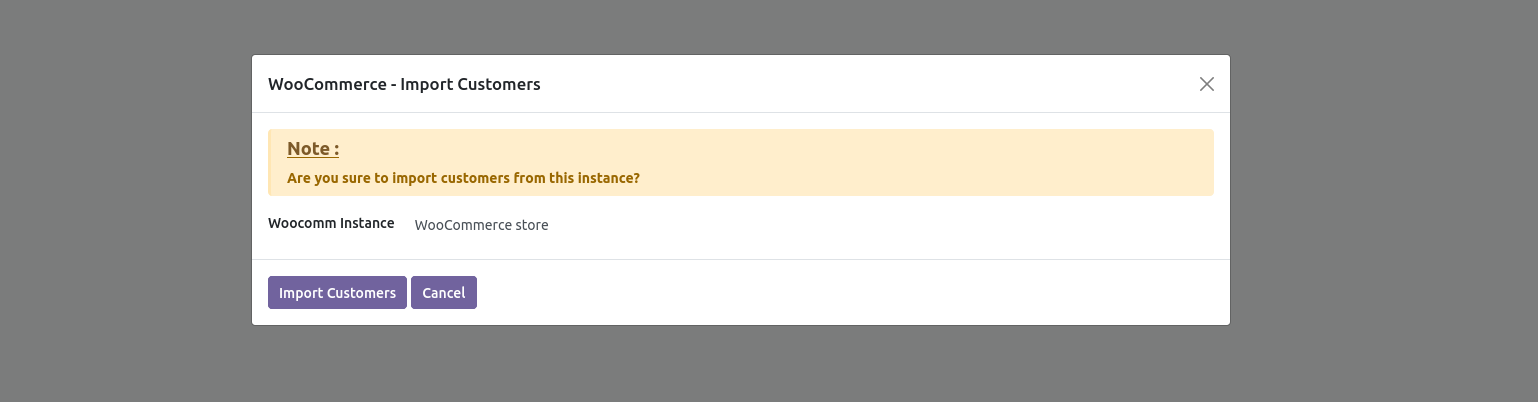 WooCommerce - Import Customers
Note :
Are you sure to import customers from this instance?
Woocomm Instance WooCommerce store
Import Customers Cancel